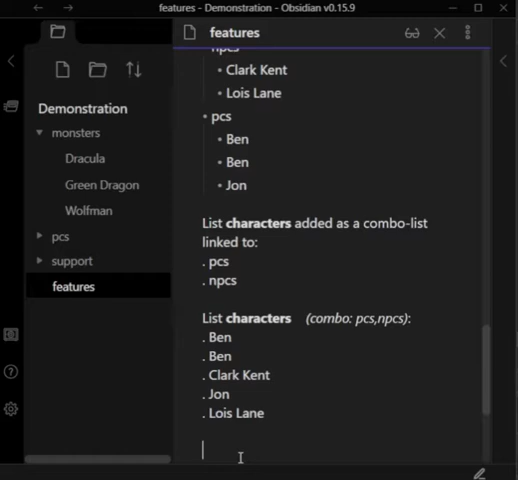 features - Demonstration - Obsidian v0.15.9
features
Demonstration
monsters
Dracula
Green Dragon
Wolfman
pcs
support
features
npcs
• Clark Kent
• Lois Lane
• pcs
• Ben
• Ben
• Jon
List characters added as a combo-list
linked to:
. pcs
. npcs
List characters (combo: pcs,npcs):
. Ben
. Ben
. Clark Kent
. Jon
. Lois Lane